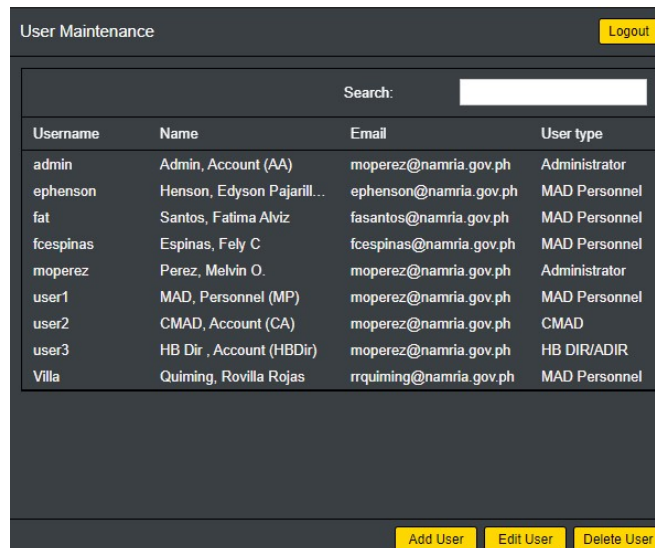 User Maintenance Logout
Search:
Username Name Email User type
admin Admin, Account (AA) moperez@namria.gov.ph Administrator
ephenson Henson, Edyson Pajarill... ephenson@namria.gov.ph MAD Personnel
fat Santos, Fatima Alviz fasantos@namria.gov.ph MAD Personnel
fcespinas Espinas, Fely C fcespinas@namria.gov.ph MAD Personnel
moperez Perez, Melvin O. moperez@namria.gov.ph Administrator
user1 MAD, Personnel (MP) moperez@namria.gov.ph MAD Personnel
user2 CMAD, Account (CA) moperez@namria.gov.ph CMAD
user3 HB Dir , Account (HBDir) moperez@namria.gov.ph HB DIR/ADIR
Villa Quiming, Rovilla Rojas rrquiming@namria.gov.ph MAD Personnel
Add User Edit User Delete User